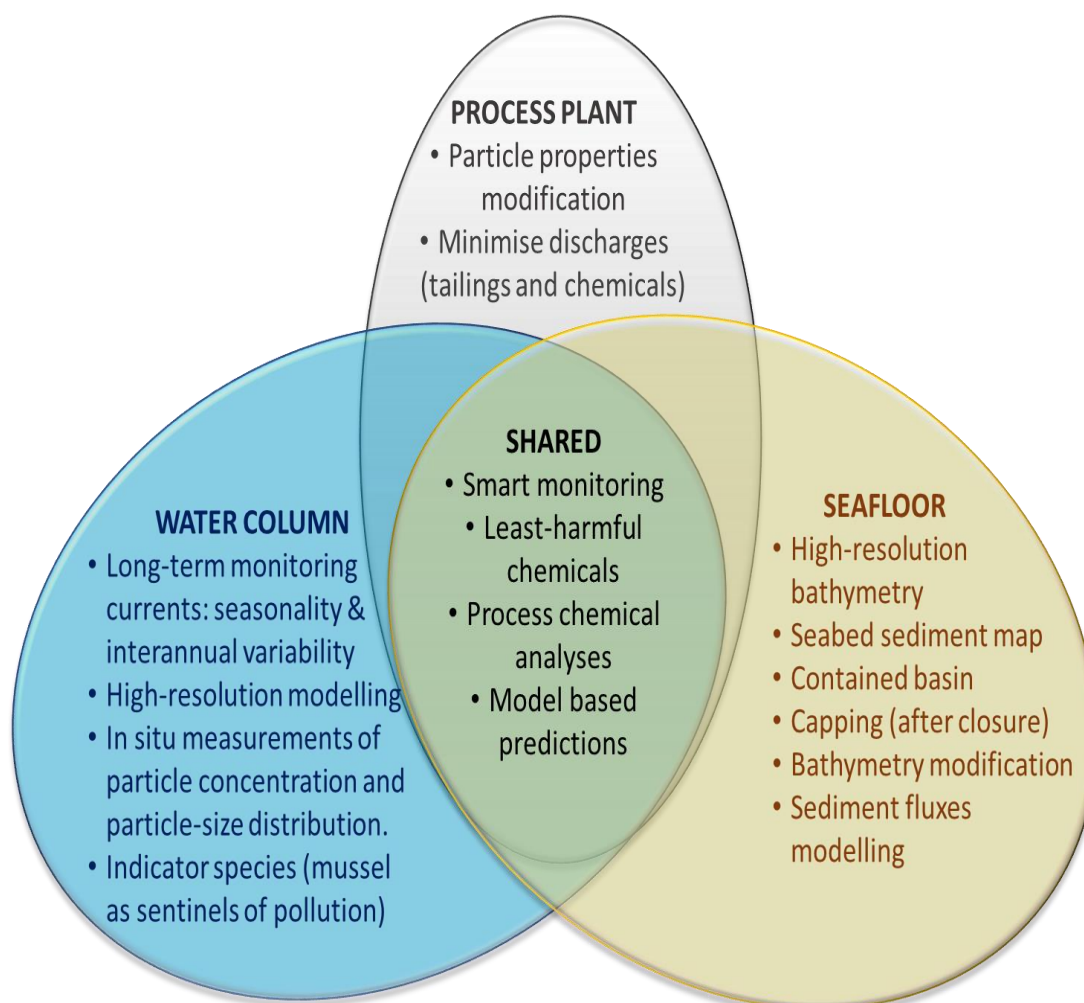 PROCESS PLANT
• Particle properties
modification
• Minimise discharges
(tailings and chemicals)
SHARED
• Smart monitoring
• Least-harmful
chemicals
• Process chemical
analyses
• Model based
predictions
WATER COLUMN
• Long-term monitoring
currents: seasonality &
interannual variability
• High-resolution modelling
• In situ measurements of
particle concentration and
particle-size distribution.
• Indicator species (mussel
as sentinels of pollution)
SEAFLOOR
• High-resolution
bathymetry
• Seabed sediment map
• Contained basin
• Capping (after closure)
• Bathymetry modification
• Sediment fluxes
modelling